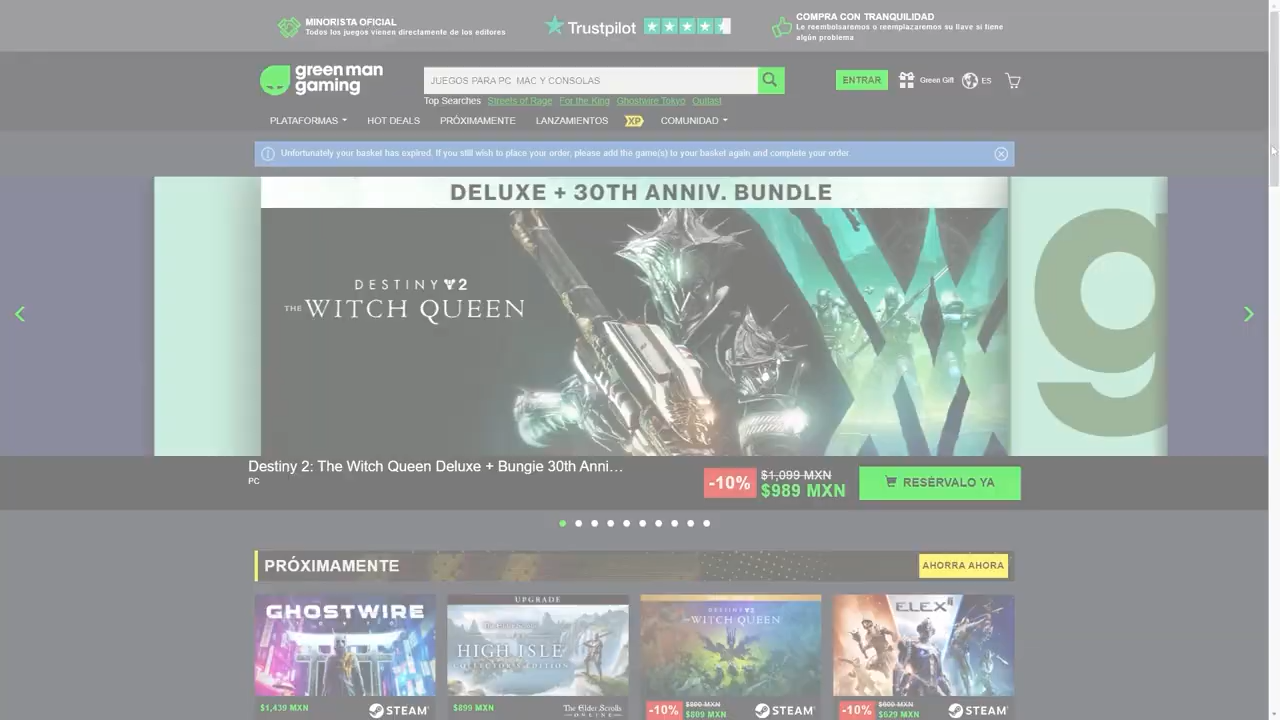 MINORISTA OFICIAL
Todos los juegos vienen directamente de los editores
Trustpilot
COMPRA CON TRANQUILIDAD
Le reembolsaremos o reemplazaremos su llave si tiene
algún problema
green man
gaming
JUEGOS PARA PC, MAC Y CONSOLAS
ENTRAR
Green Gift
ES
Top Searches Streets of Rage For the King Ghostwire Tokyo Outlast
PLATAFORMAS HOT DEALS PRÓXIMAMENTE LANZAMIENTOS XP COMUNIDAD
Unfortunately your basket has expired. If you still wish to place your order, please add the game(s) to your basket again and complete your order.
DELUXE + 30TH ANNIV. BUNDLE
DESTINY 2
THE WITCH QUEEN
g
Destiny 2: The Witch Queen Deluxe + Bungie 30th Anni…
PC
-10%
$1,099 MXN
$989 MXN
RESÉRVALO YA
PRÓXIMAMENTE
AHORRA AHORA
GHOSTWIRE
$1,439 MXN
STEAM
UPGRADE
The Elder Scrolls
HIGH ISLE
COLLECTOR'S EDITION
$899 MXN
The Elder Scrolls
ONLINE
DESTINY 2
WITCH QUEEN
-10%
$809 MXN
STEAM
ELEX II
-10%
STEAM